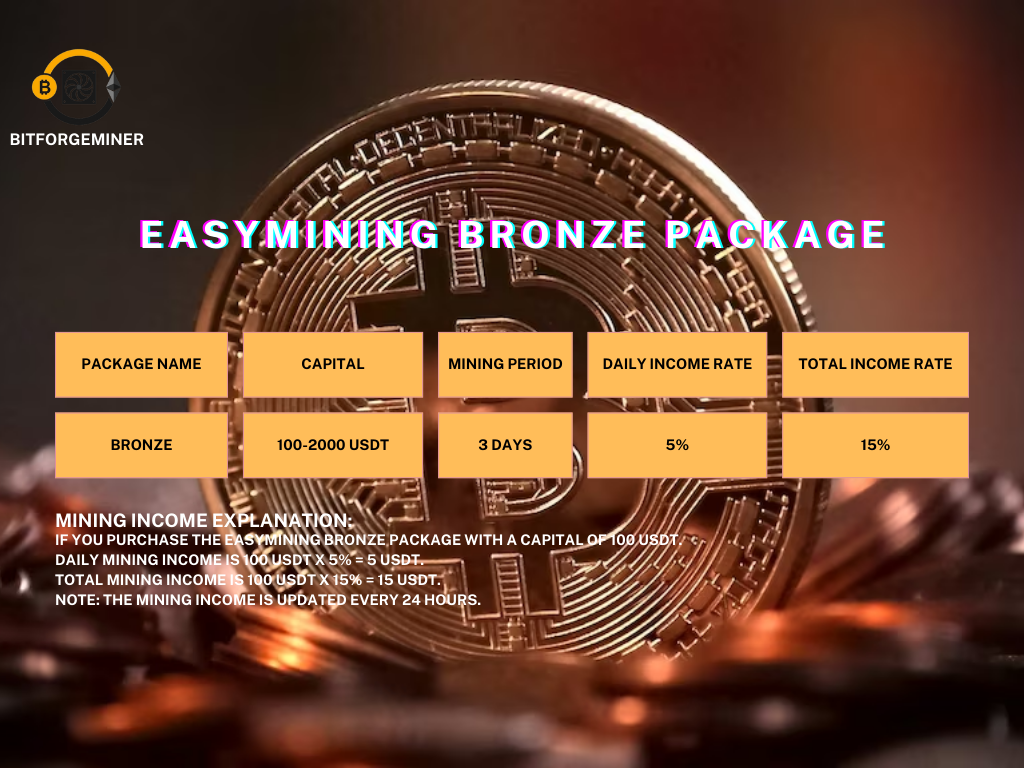 BITFORGEMINER
DECENTRALIZED
EASYMINING BRONZE PACKAGE
PACKAGE NAME
CAPITAL
MINING PERIOD
DAILY INCOME RATE
TOTAL INCOME RATE
BRONZE
100-2000 USDT
3 DAYS
5%
15%
MINING INCOME EXPLANATION:
IF YOU PURCHASE THE EASYMINING BRONZE PACKAGE WITH A CAPITAL OF 100 USDT.
DAILY MINING INCOME IS 100 USDT X 5% = 5 USDT.
TOTAL MINING INCOME IS 100 USDT X 15% = 15 USDT.
NOTE: THE MINING INCOME IS UPDATED EVERY 24 HOURS.